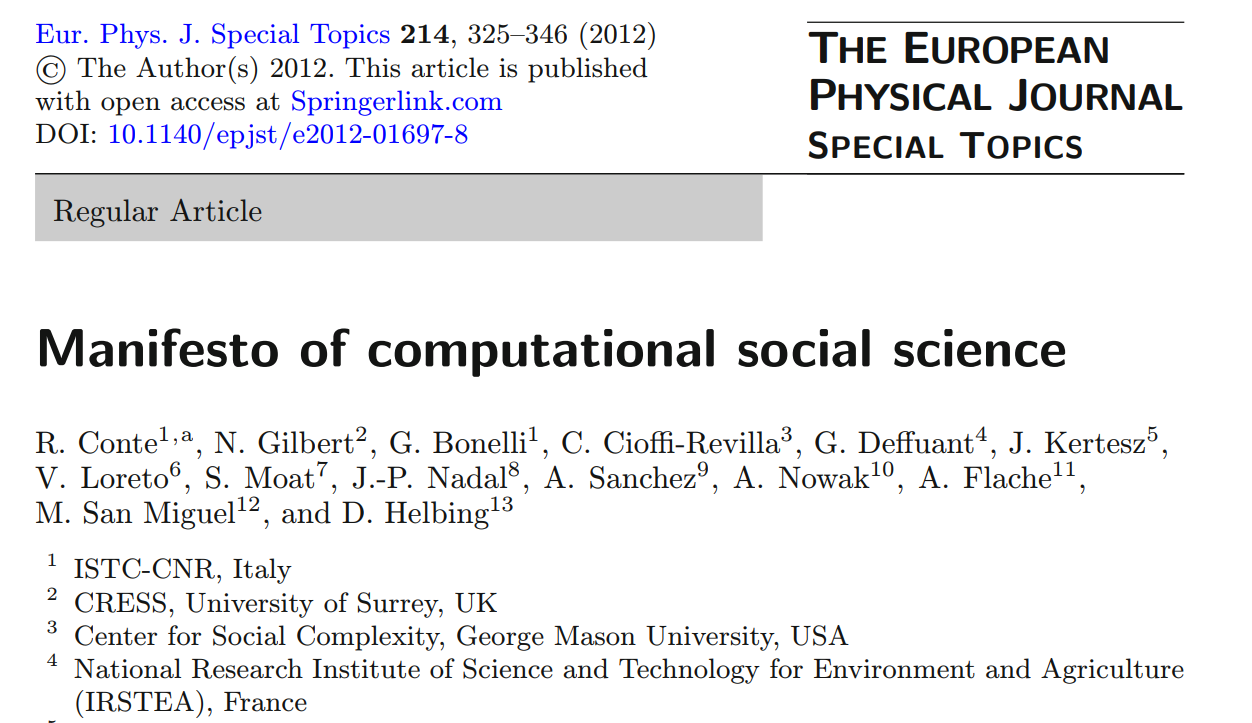 Eur. Phys. J. Special Topics 214, 325–346 (2012)
© The Author(s) 2012. This article is published
with open access at Springerlink.com
DOI: 10.1140/epjst/e2012-01697-8
THE EUROPEAN
PHYSICAL JOURNAL
SPECIAL TOPICS
Regular Article
Manifesto of computational social science
R. Conte1,a, N. Gilbert2, G. Bonelli1, C. Cioffi-Revilla3, G. Deffuant4, J. Kertesz5,
V. Loreto6, S. Moat7, J.-P. Nadal8, A. Sanchez9, A. Nowak10, A. Flache11,
M. San Miguel12, and D. Helbing13
1 ISTC-CNR, Italy
2 CRESS, University of Surrey, UK
3 Center for Social Complexity, George Mason University, USA
4 National Research Institute of Science and Technology for Environment and Agriculture
(IRSTEA), France